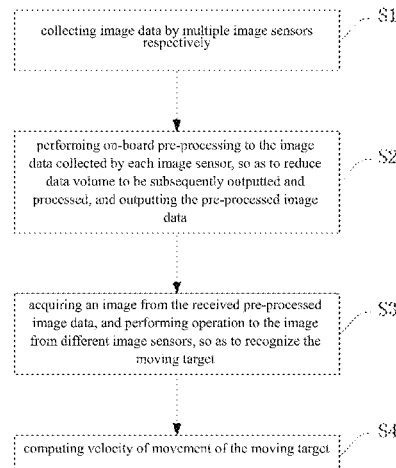 collecting image data by multiple image sensors
respectively
S1
performing on-board pre-processing to the image
data collected by each image sensor, so as to reduce
data volume to be subsequently outputted and
processed, and outputting the pre-processed image
data
S2
acquiring an image from the received pre-processed
image data, and performing operation to the image
from different image sensors, so as to recognize the
moving target
S3
computing velocity of movement of the moving target
S4